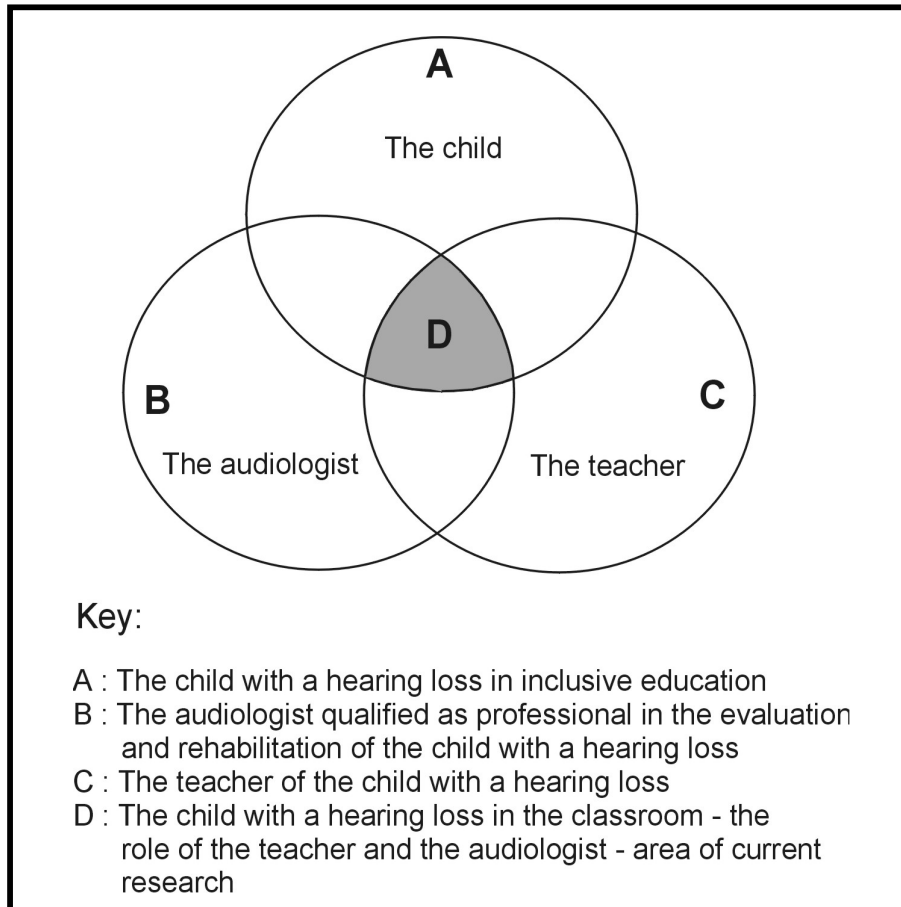 A
The child
D
B
C
The audiologist
The teacher
Key:
A : The child with a hearing loss in inclusive education
B : The audiologist qualified as professional in the evaluation
and rehabilitation of the child with a hearing loss
C : The teacher of the child with a hearing loss
D : The child with a hearing loss in the classroom - the
role of the teacher and the audiologist - area of current
research